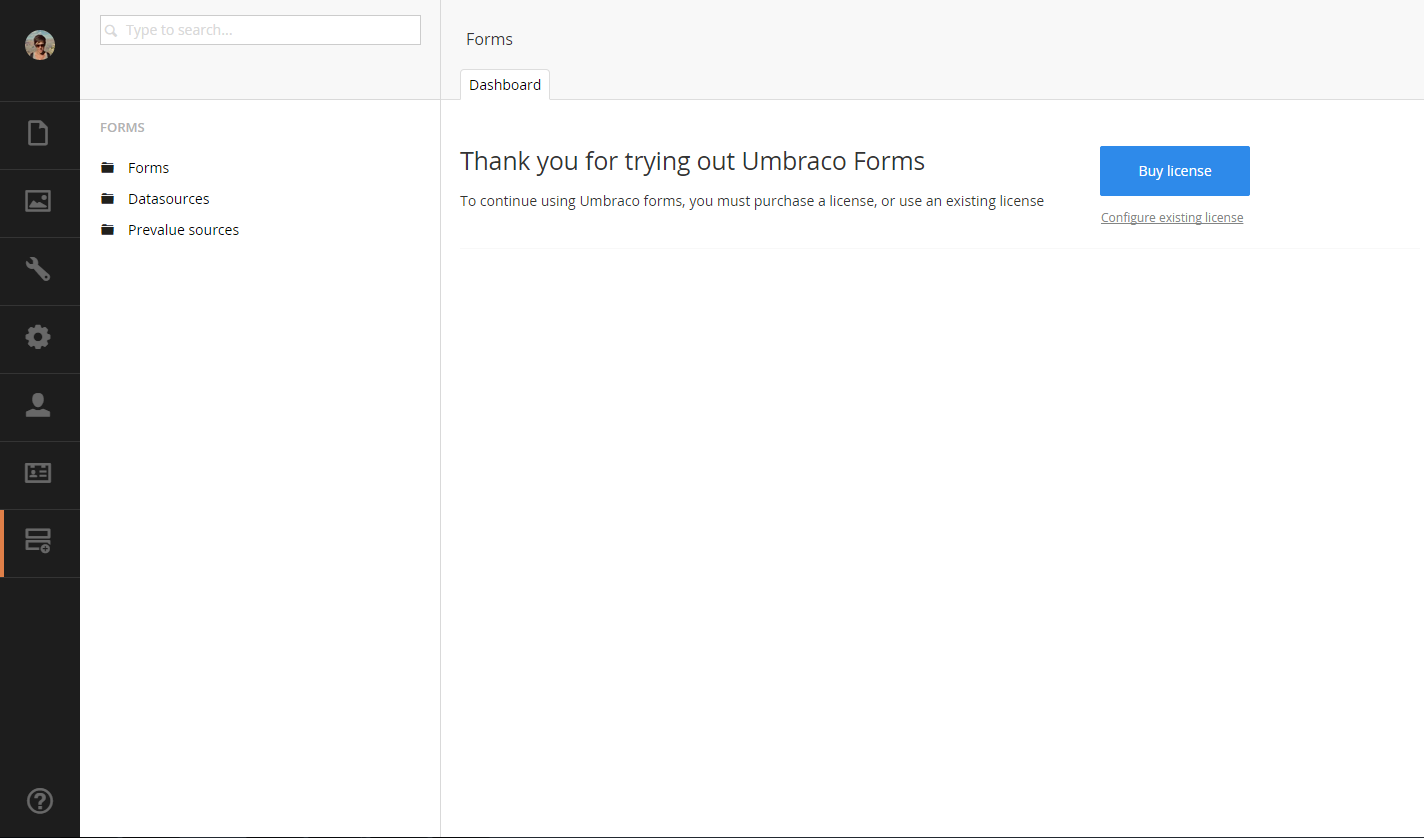 Type to search...
FORMS
Forms
Datasources
Prevalue sources
Forms
Dashboard
Thank you for trying out Umbraco Forms
To continue using Umbraco forms, you must purchase a license, or use an existing license
Buy license
Configure existing license